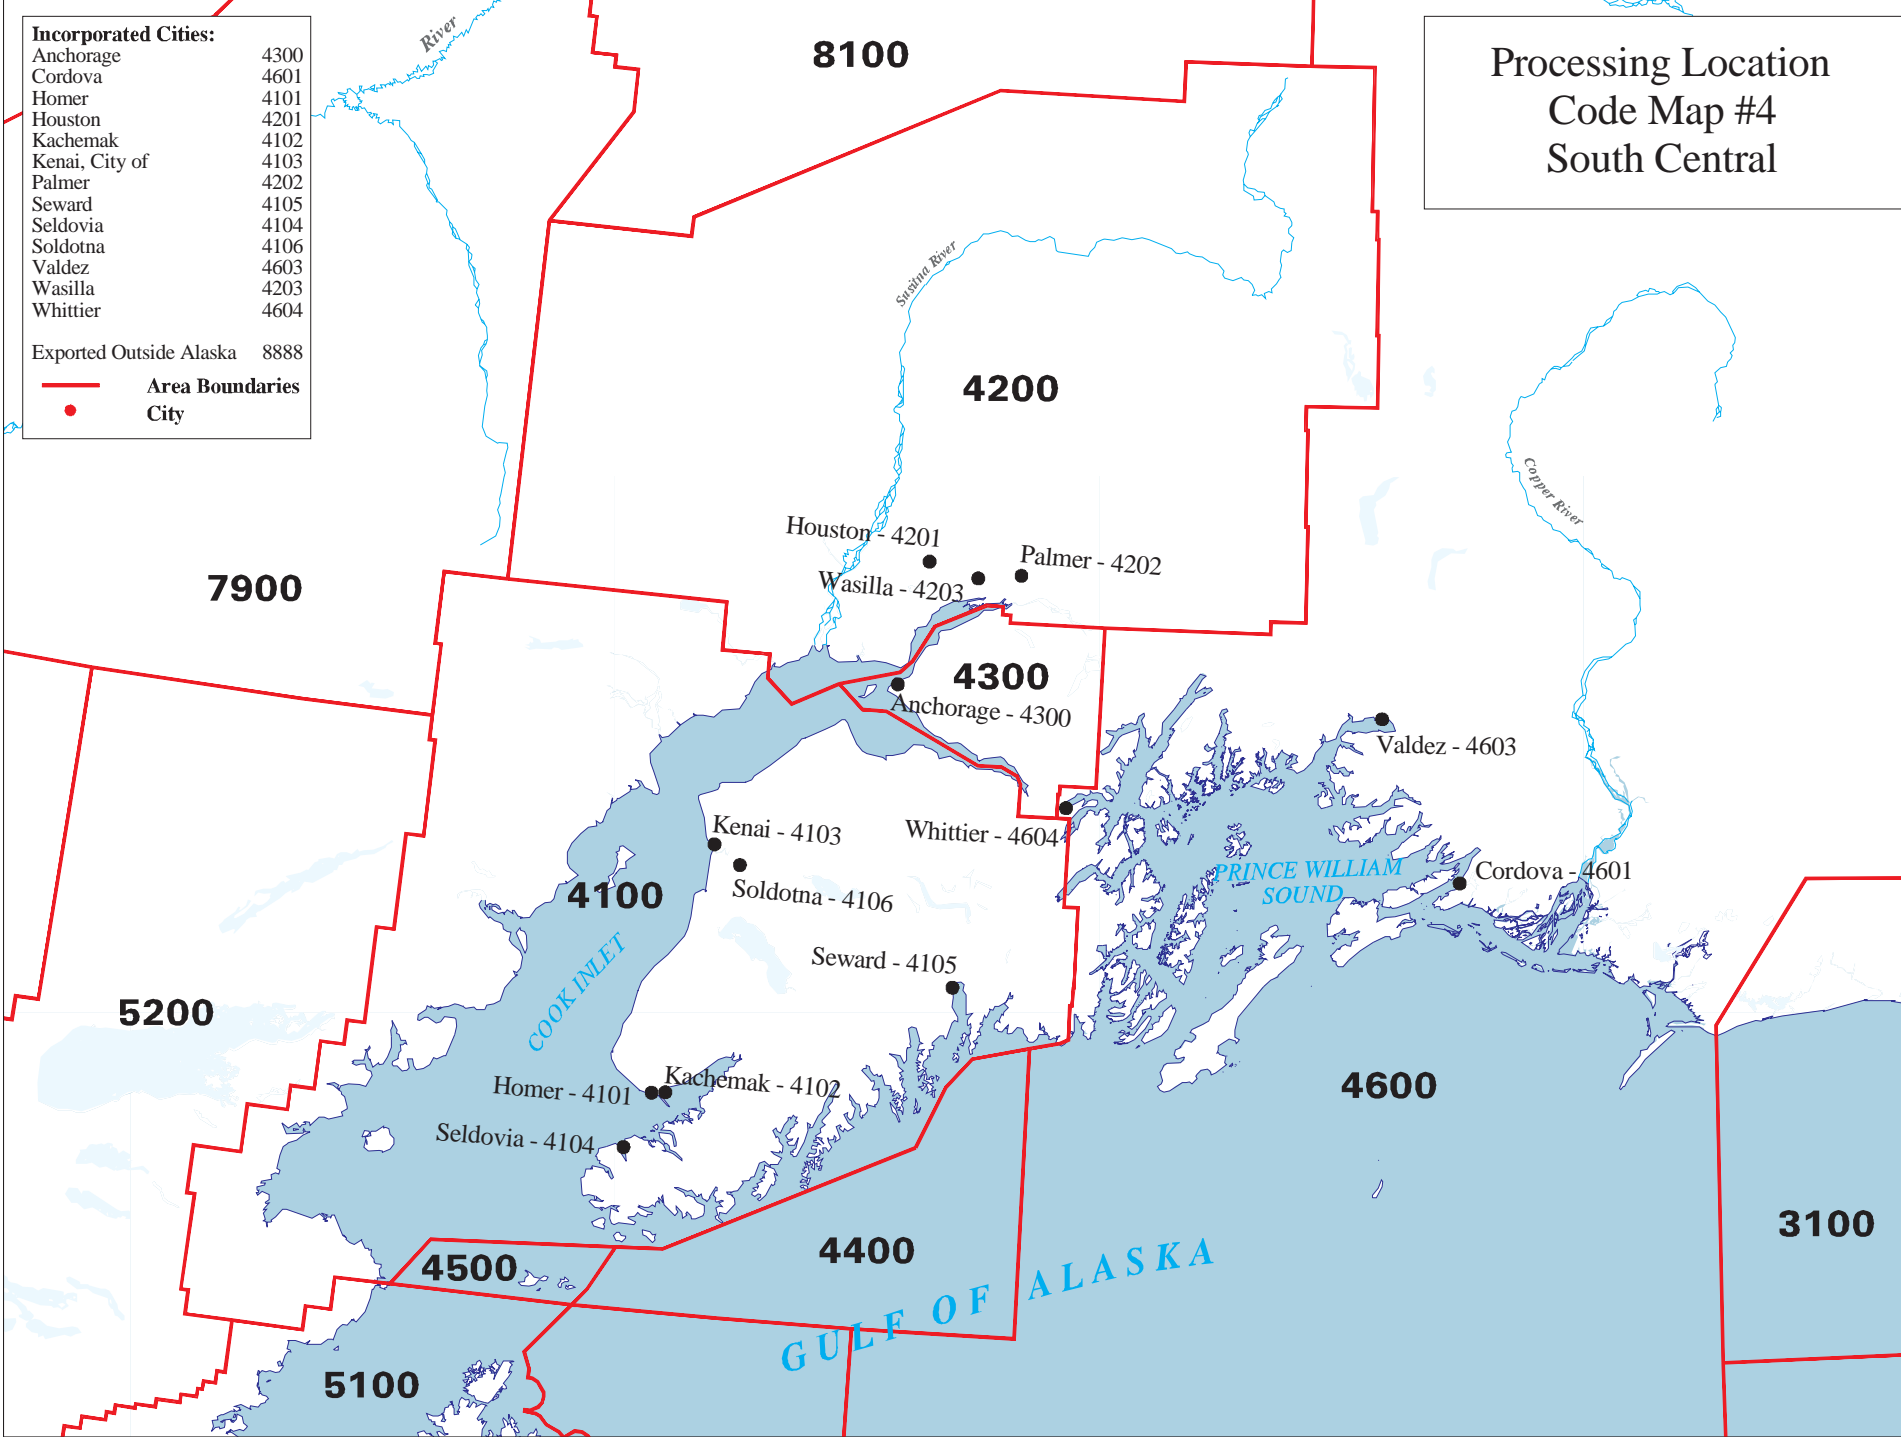 Incorporated Cities:
Anchorage 4300
Cordova 4601
Homer 4101
Houston 4201
Kachemak 4102
Kenai, City of 4103
Palmer 4202
Seward 4105
Seldovia 4104
Soldotna 4106
Valdez 4603
Wasilla 4203
Whittier 4604
Exported Outside Alaska 8888
Area Boundaries
City
Processing Location
Code Map #4
South Central
River
8100
Susitna River
4200
Copper River
Houston - 4201
Palmer - 4202
Wasilla - 4203
7900
4300
Anchorage - 4300
Valdez - 4603
Kenai - 4103
Whittier - 4604
PRINCE WILLIAM
SOUND
Cordova - 4601
4100
Soldotna - 4106
COOK INLET
Seward - 4105
5200
Homer - 4101
Kachemak - 4102
4600
Seldovia - 4104
3100
4500
4400
GULF OF ALASKA
5100